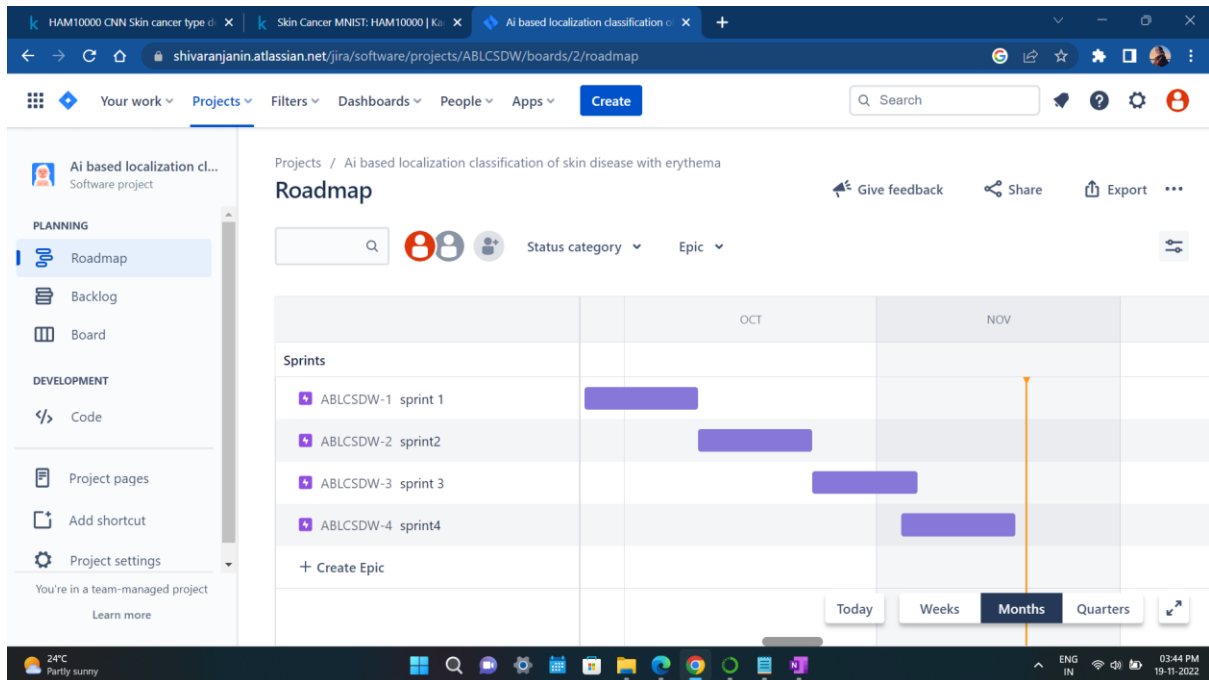 HAM10000 CNN Skin cancer type d
Skin Cancer MNIST: HAM10000 | Ka
Ai based localization classification o
shivaranjanin.atlassian.net/jira/software/projects/ABLCSDW/boards/2/roadmap
Your work Projects Filters Dashboards People Apps Create Search
Ai based localization cl...
Software project
PLANNING
Roadmap
Backlog
Board
DEVELOPMENT
Code
Project pages
Add shortcut
Project settings
You're in a team-managed project
Learn more
Projects / Ai based localization classification of skin disease with erythema
Roadmap
Give feedback Share Export
Status category Epic
OCT NOV
Sprints
ABLCSDW-1 sprint 1
ABLCSDW-2 sprint2
ABLCSDW-3 sprint 3
ABLCSDW-4 sprint4
+ Create Epic
Today Weeks Months Quarters
24°C
Partly sunny
ENG
IN
03:44 PM
19-11-2022